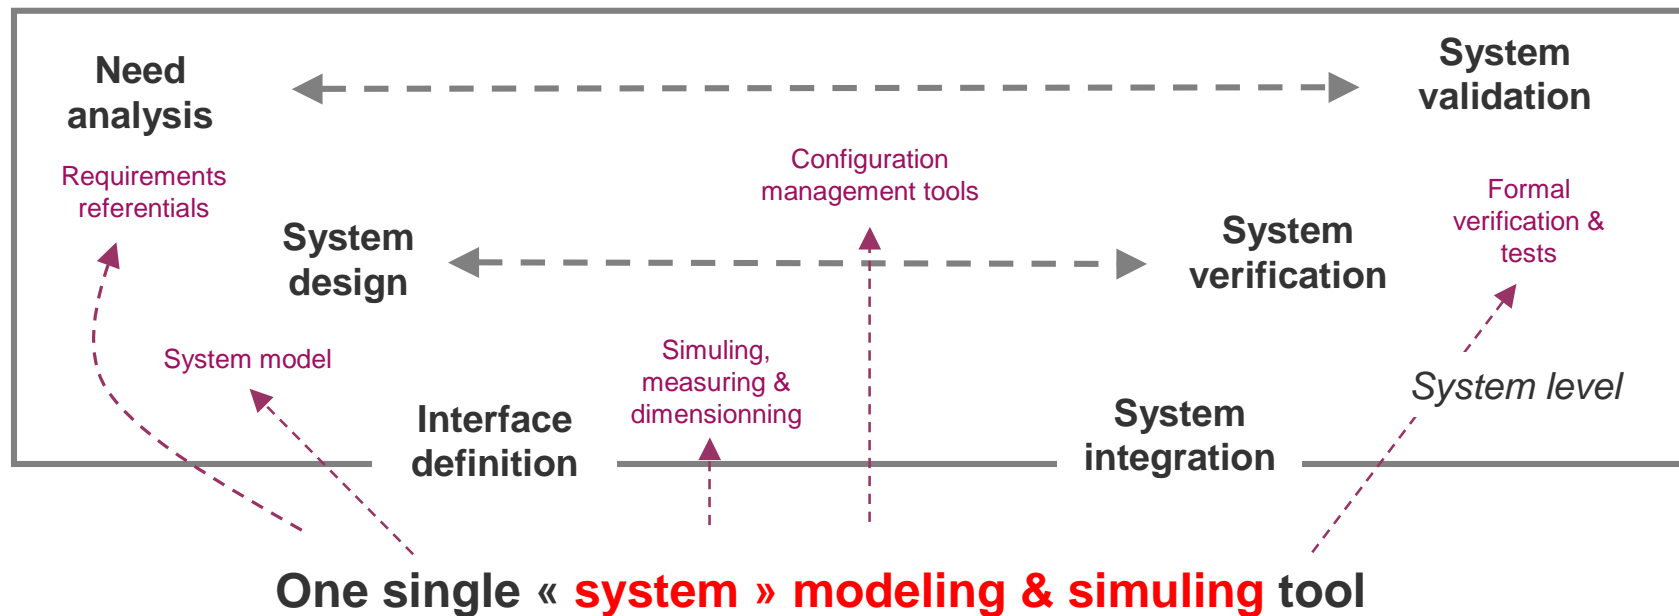 Need
analysis
System
validation
Requirements
referentials
Configuration
management tools
Formal
verification &
tests
System
design
System
verification
System model
Simuling,
measuring &
dimensionning
System level
Interface
definition
System
integration
One single « system » modeling & simuling tool